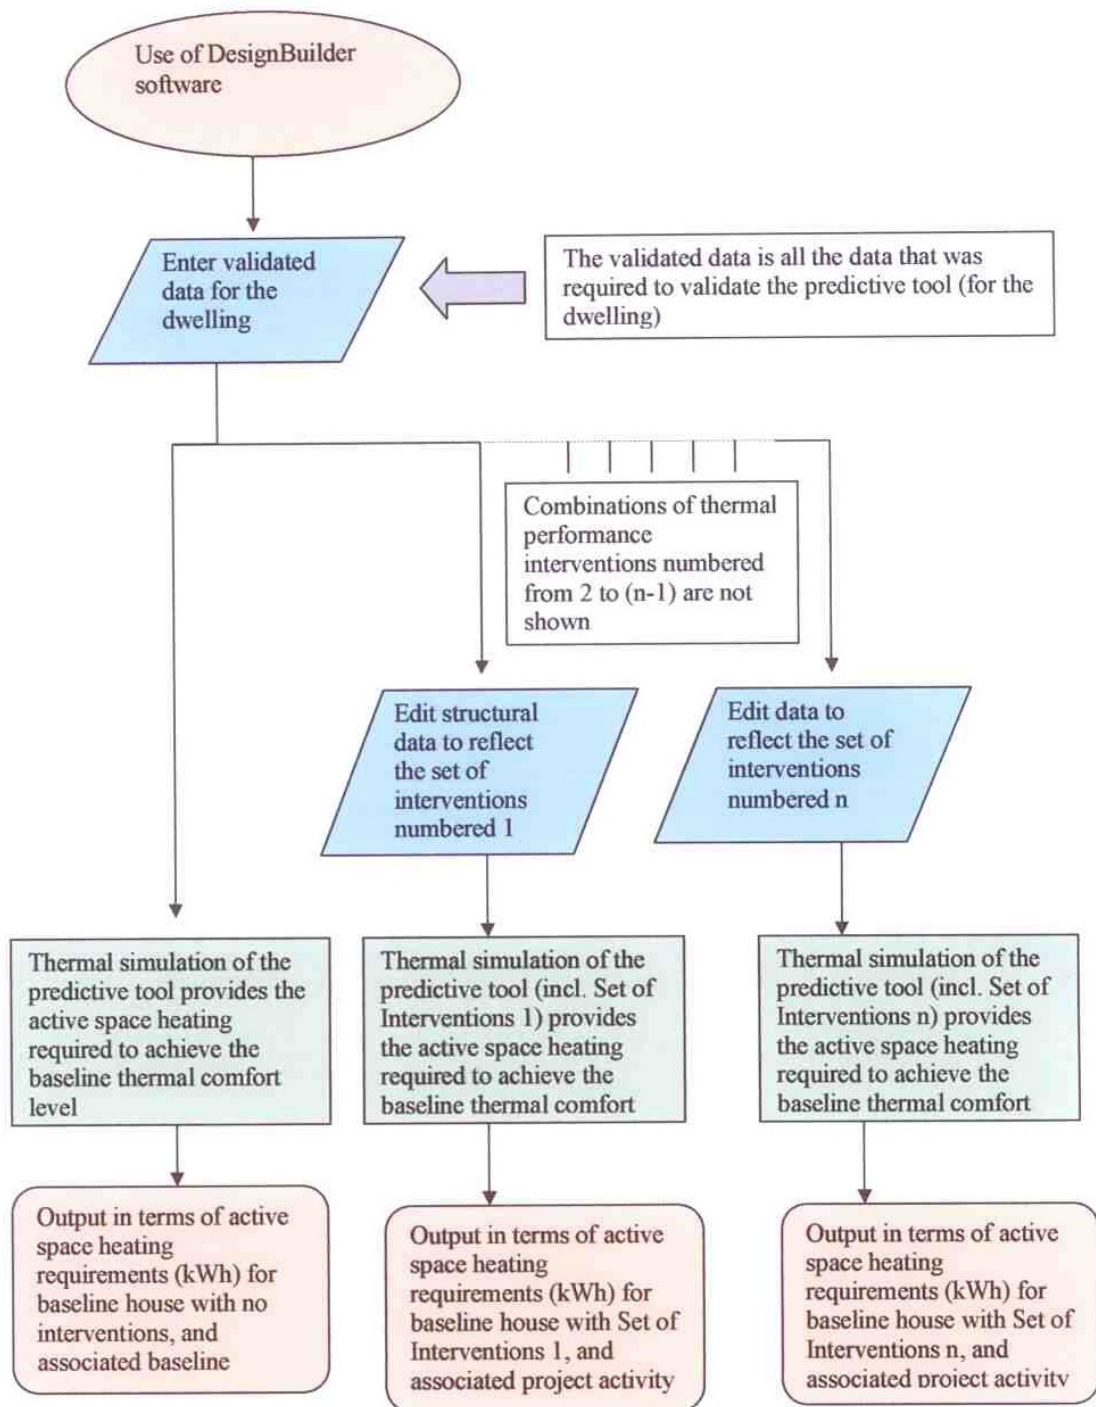 Use of DesignBuilder
software
Enter validated
data for the
dwelling
The validated data is all the data that was
required to validate the predictive tool (for the
dwelling)
Combinations of thermal
performance
interventions numbered
from 2 to (n-1) are not
shown
Edit structural
data to reflect
the set of
interventions
numbered 1
Edit data to
reflect the set of
interventions
numbered n
Thermal simulation of the
predictive tool provides the
active space heating
required to achieve the
baseline thermal comfort
level
Thermal simulation of the
predictive tool (incl. Set of
Interventions 1) provides
the active space heating
required to achieve the
baseline thermal comfort
Thermal simulation of the
predictive tool (incl. Set of
Interventions n) provides
the active space heating
required to achieve the
baseline thermal comfort
Output in terms of active
space heating
requirements (kWh) for
baseline house with no
interventions, and
associated baseline
Output in terms of active
space heating
requirements (kWh) for
baseline house with Set of
Interventions 1, and
associated project activity
Output in terms of active
space heating
requirements (kWh) for
baseline house with Set of
Interventions n, and
associated project activity